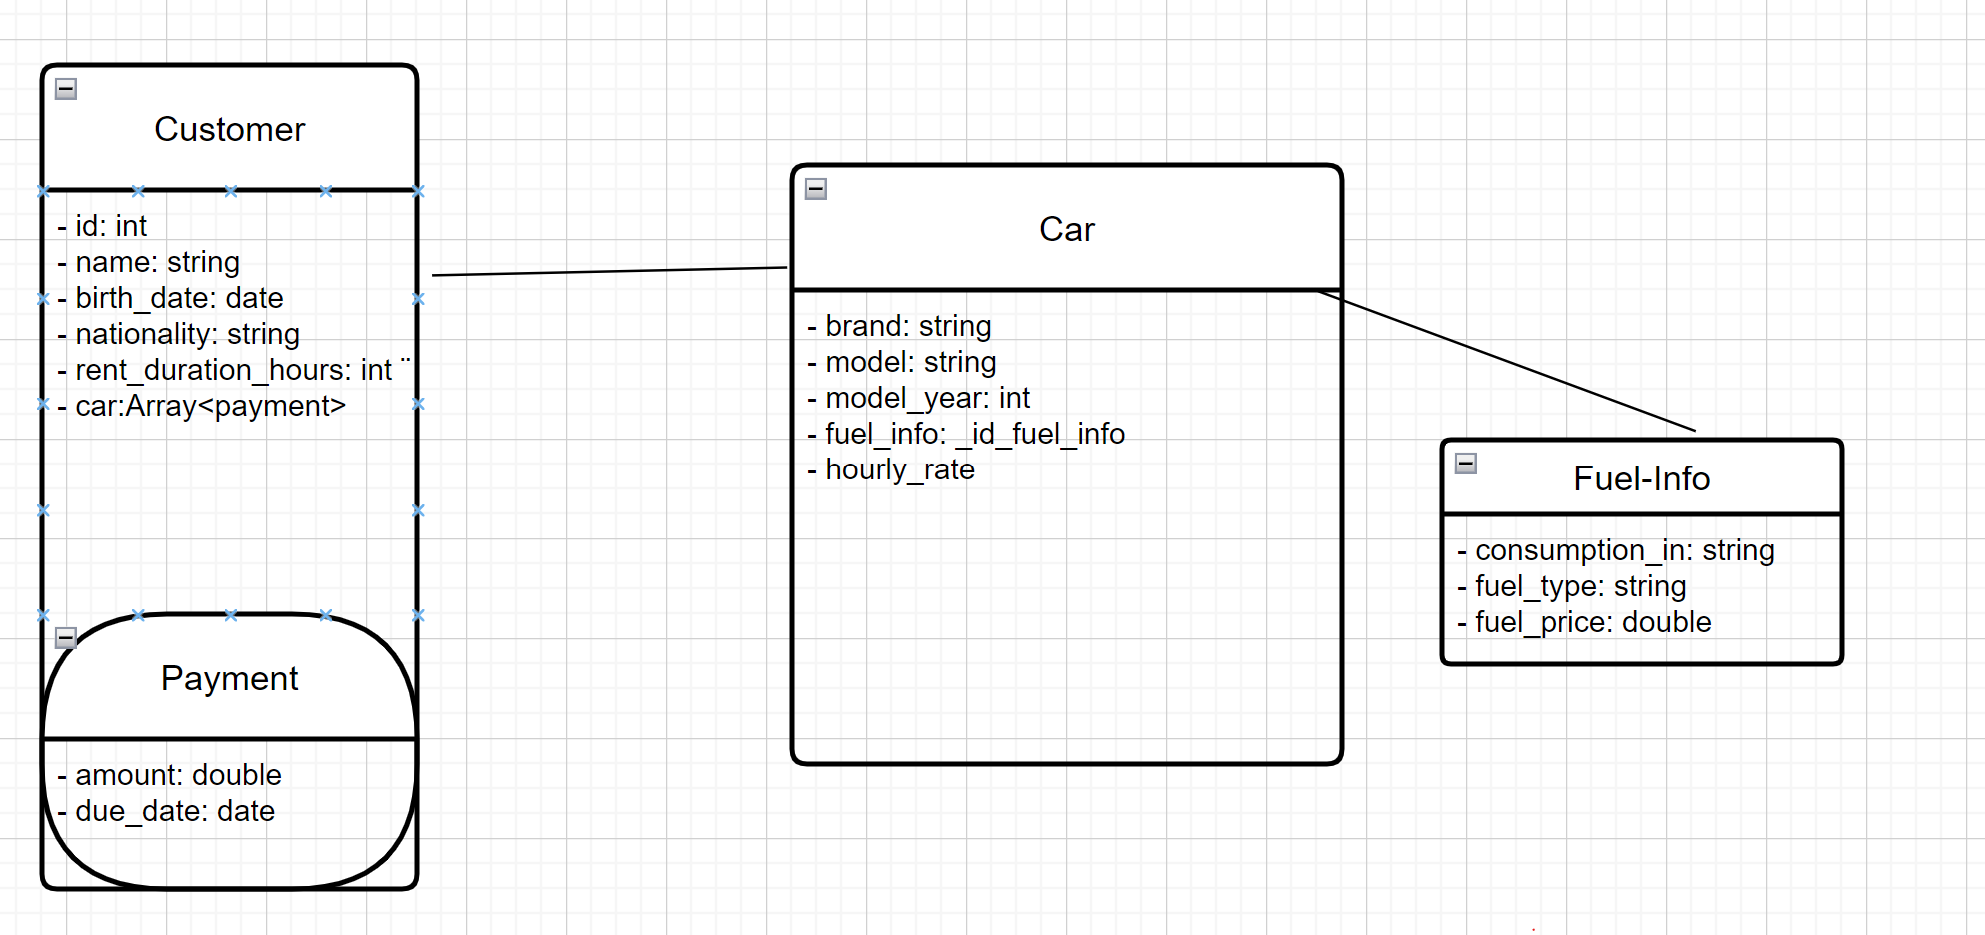 Customer
- id: int
- name: string
- birth_date: date
- nationality: string
- rent_duration_hours: int ¨
- car:Array<payment>
Payment
- amount: double
- due_date: date
Car
- brand: string
- model: string
- model_year: int
- fuel_info: _id_fuel_info
- hourly_rate
Fuel-Info
- consumption_in: string
- fuel_type: string
- fuel_price: double